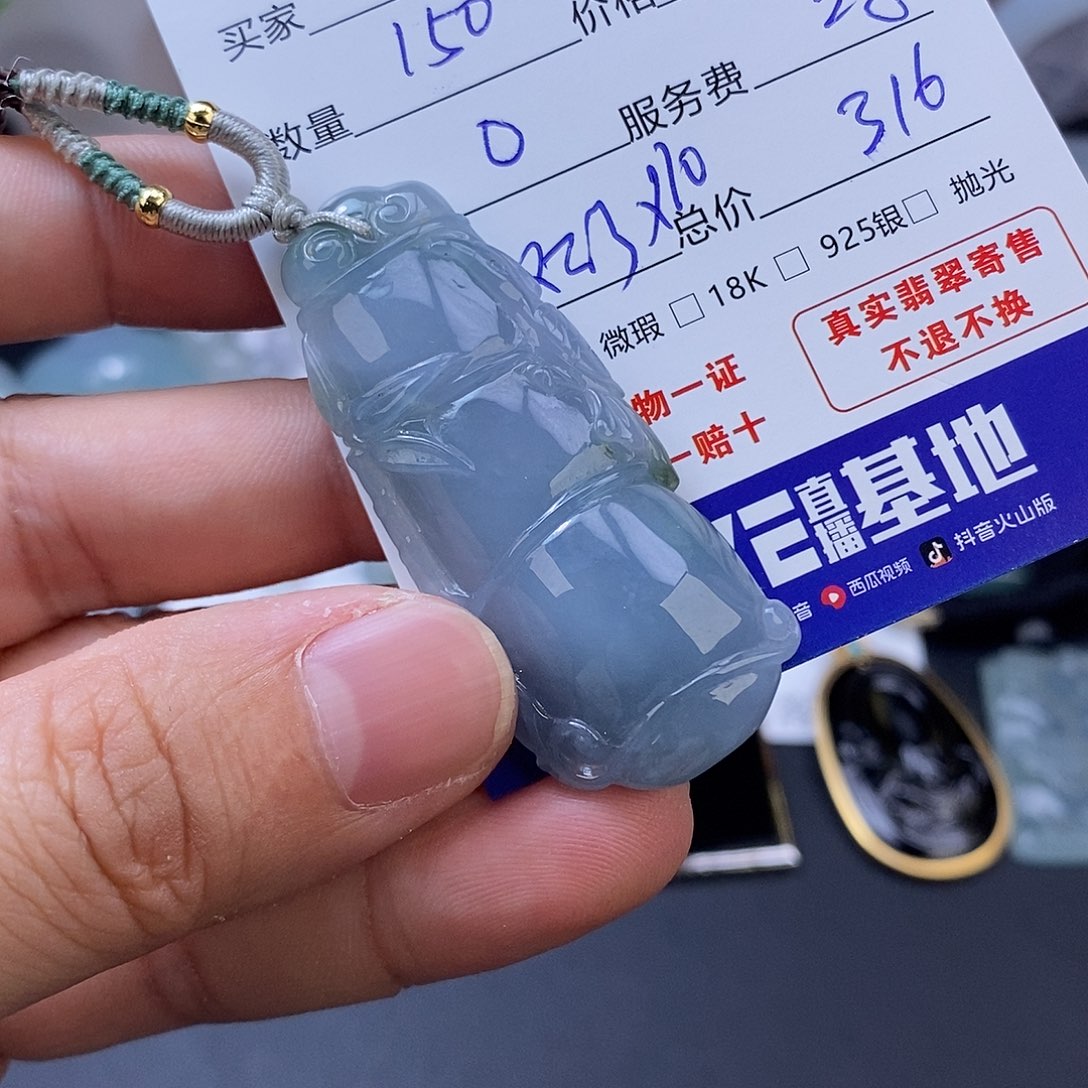 买家 150 价格
数量 0 服务费 316
总价
微瑕 □ 18K □ 925银□ 抛光
真实翡翠寄售
不退不换
物一证
一赔十
直播基地
音 西瓜视频 抖音火山版